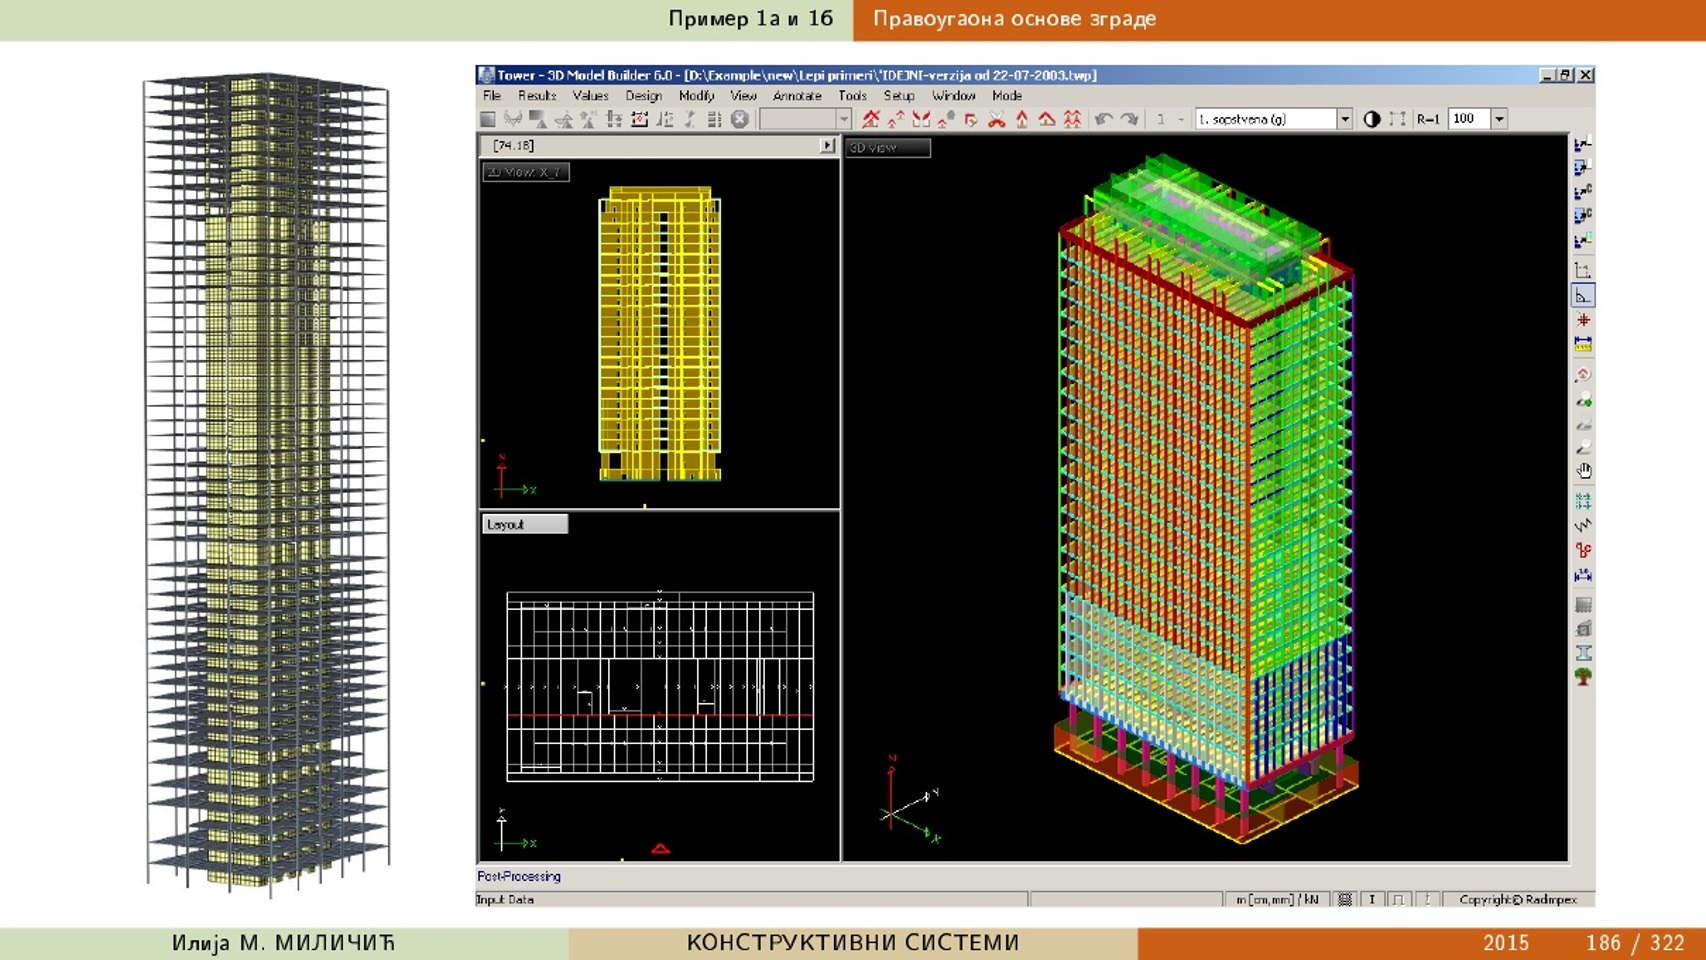 Пример 1а и 1б
Правоугаона основе зграде
Tower - 3D Model Builder 6.0 - [D:\Example\new\Lepi primeri\'IDEJNI-verzija od 22-07-2003.twp]
File Results Values Design Modify View Annotate Tools Setup Window Mode
1 1. sopstvena (g) R=1 100
[74.18]
2D View: X_7
3D View
Z
X
Layout
Y
X
Z
Y
X
Post-Processing
Input Data
m [cm,mm] / kN
Copyright© Radimpex
Илија М. МИЛИЧИЋ
КОНСТРУКТИВНИ СИСТЕМИ
2015
186 / 322